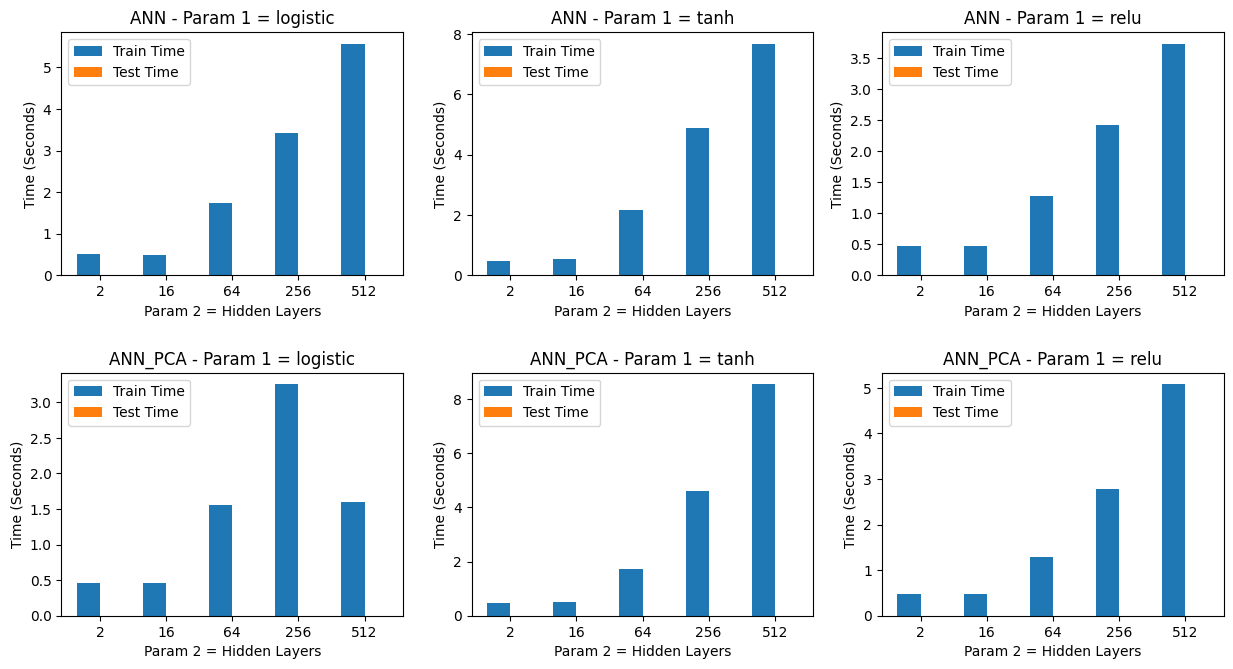 ANN - Param 1 = logistic
Train Time
Test Time
Time (Seconds)
5
4
3
2
1
0
2 16 64 256 512
Param 2 = Hidden Layers
ANN - Param 1 = tanh
Train Time
Test Time
Time (Seconds)
8
6
4
2
0
2 16 64 256 512
Param 2 = Hidden Layers
ANN - Param 1 = relu
Train Time
Test Time
Time (Seconds)
3.5
3.0
2.5
2.0
1.5
1.0
0.5
0.0
2 16 64 256 512
Param 2 = Hidden Layers
ANN_PCA - Param 1 = logistic
Train Time
Test Time
Time (Seconds)
3.0
2.5
2.0
1.5
1.0
0.5
0.0
2 16 64 256 512
Param 2 = Hidden Layers
ANN_PCA - Param 1 = tanh
Train Time
Test Time
Time (Seconds)
8
6
4
2
0
2 16 64 256 512
Param 2 = Hidden Layers
ANN_PCA - Param 1 = relu
Train Time
Test Time
Time (Seconds)
5
4
3
2
1
0
2 16 64 256 512
Param 2 = Hidden Layers